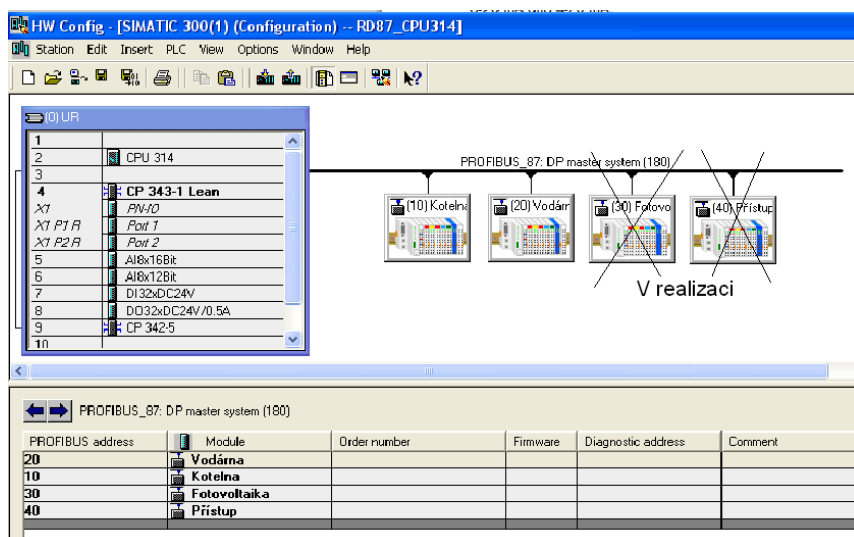 HW Config - [SIMATIC 300(1) (Configuration) -- RD87_CPU314]
Station Edit Insert PLC View Options Window Help
(0) UR
1
2 CPU 314
3
4 CP 343-1 Lean
X1 PN-IO
X1 P1 R Port 1
X1 P2 R Port 2
5 AI8x16Bit
6 AI8x12Bit
7 DI32xDC24V
8 DO32xDC24V/0.5A
9 CP 342-5
10
PROFIBUS_87: DP master system (180)
(10) Kotelna
(20) Vodárn
(30) Fotovo
(40) Přístup
V realizaci
PROFIBUS_87: DP master system (180)
PROFIBUS address Module Order number Firmware Diagnostic address Comment
20 Vodárna
10 Kotelna
30 Fotovoltaika
40 Přístup